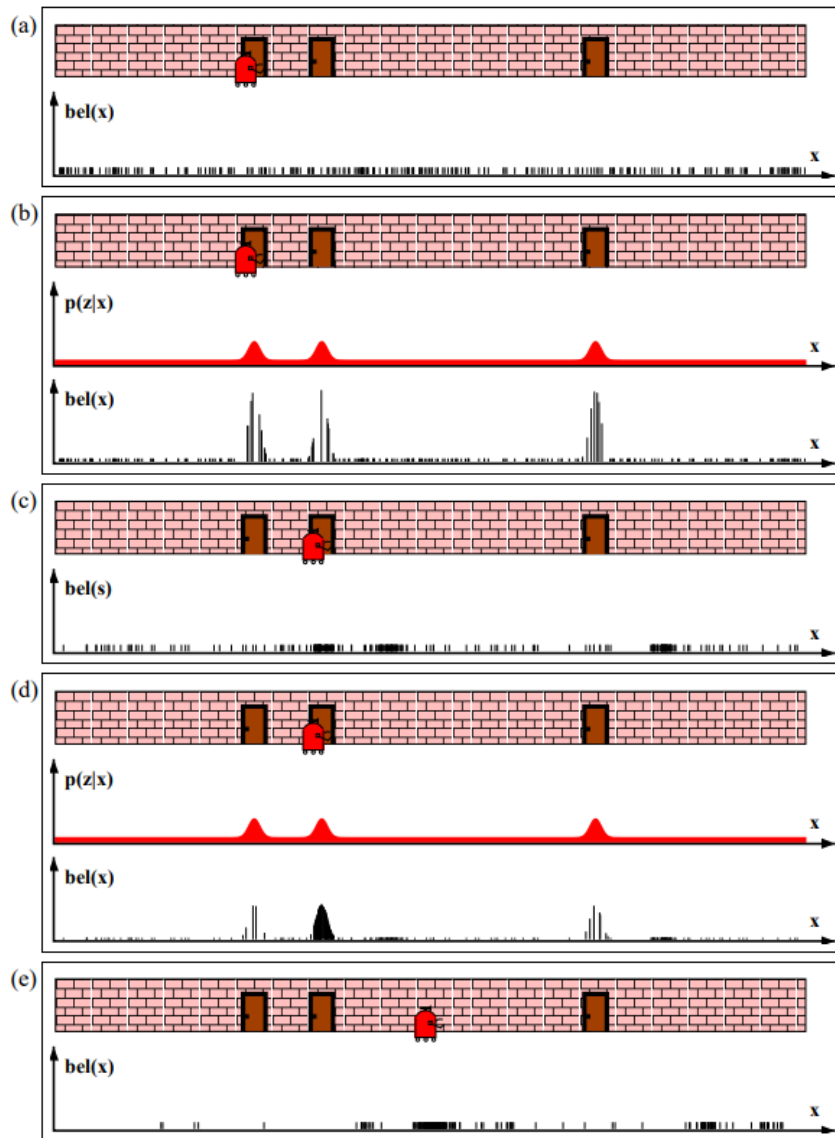 (a)
bel(x)
x
(b)
p(z|x)
x
bel(x)
x
(c)
bel(s)
x
(d)
p(z|x)
x
bel(x)
x
(e)
bel(x)
x